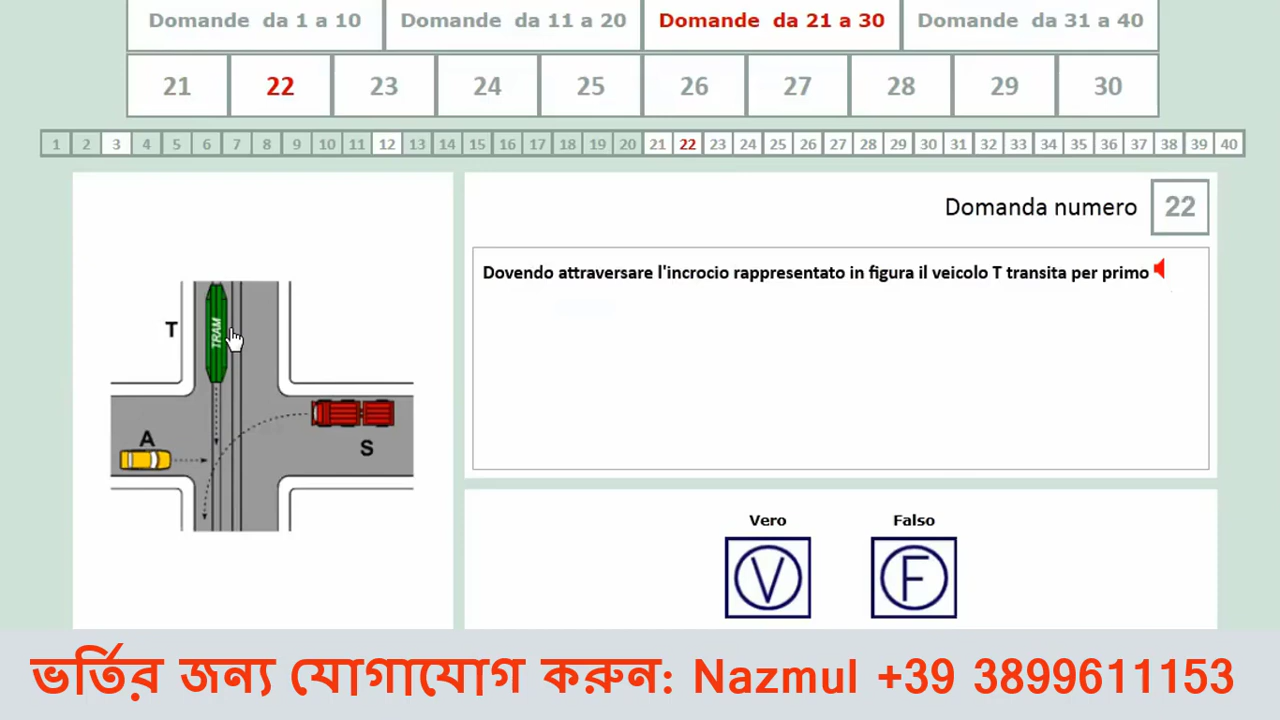 Domande da 1 a 10 Domande da 11 a 20 Domande da 21 a 30 Domande da 31 a 40
21 22 23 24 25 26 27 28 29 30
1 2 3 4 5 6 7 8 9 10 11 12 13 14 15 16 17 18 19 20 21 22 23 24 25 26 27 28 29 30 31 32 33 34 35 36 37 38 39 40
Domanda numero 22
Dovendo attraversare l'incrocio rappresentato in figura il veicolo T transita per primo
T
TRAM
A
S
Vero Falso
V F
ভর্তির জন্য যোগাযোগ করুন: Nazmul +39 3899611153